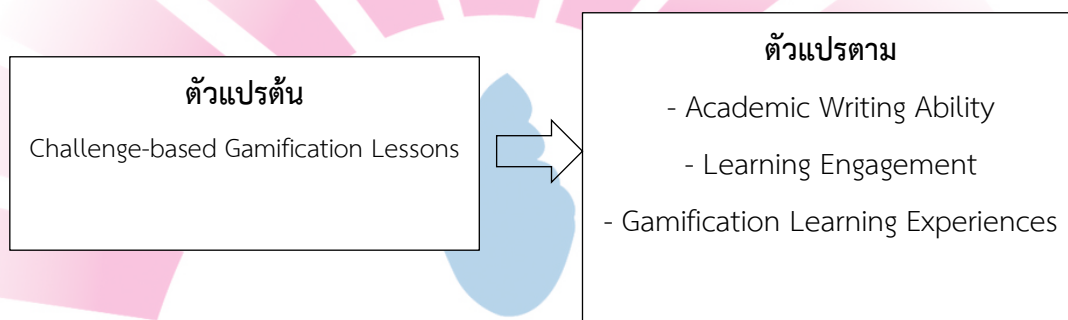 ตัวแปรต้น
Challenge-based Gamification Lessons
ตัวแปรตาม
- Academic Writing Ability
- Learning Engagement
- Gamification Learning Experiences